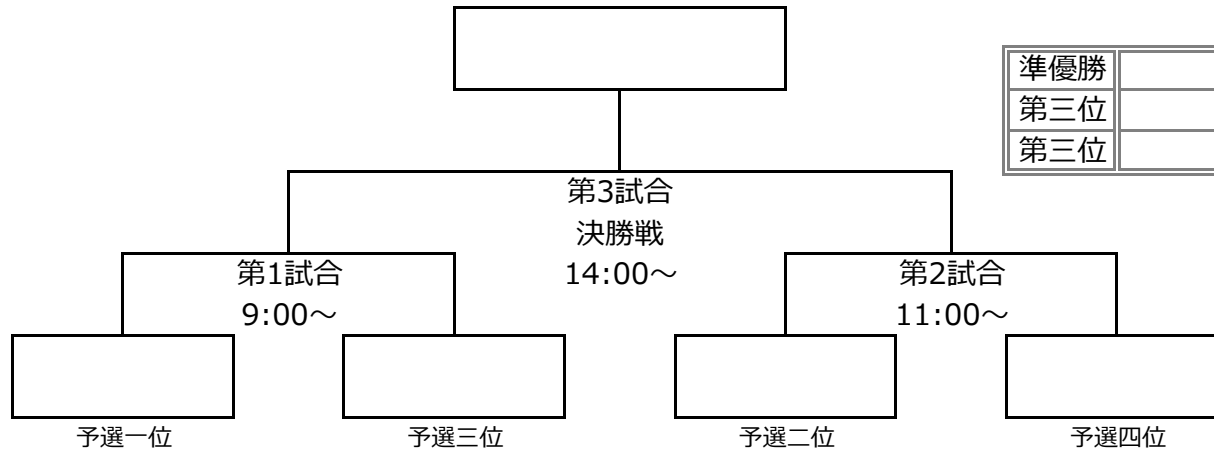 準優勝
第三位
第三位
第3試合
決勝戦
14:00～
第1試合
9:00～
第2試合
11:00～
予選一位
予選三位
予選二位
予選四位